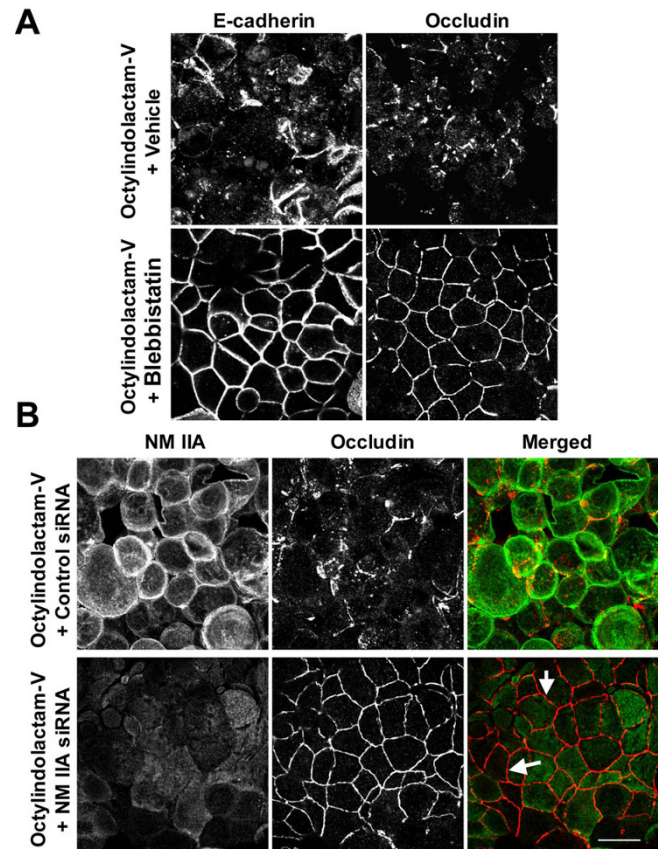 A
E-cadherin Occludin
Octylindolactam-V
+ Vehicle
Octylindolactam-V
+ Blebbistatin
B
NM IIA Occludin Merged
Octylindolactam-V
+ Control siRNA
Octylindolactam-V
+ NM IIA siRNA